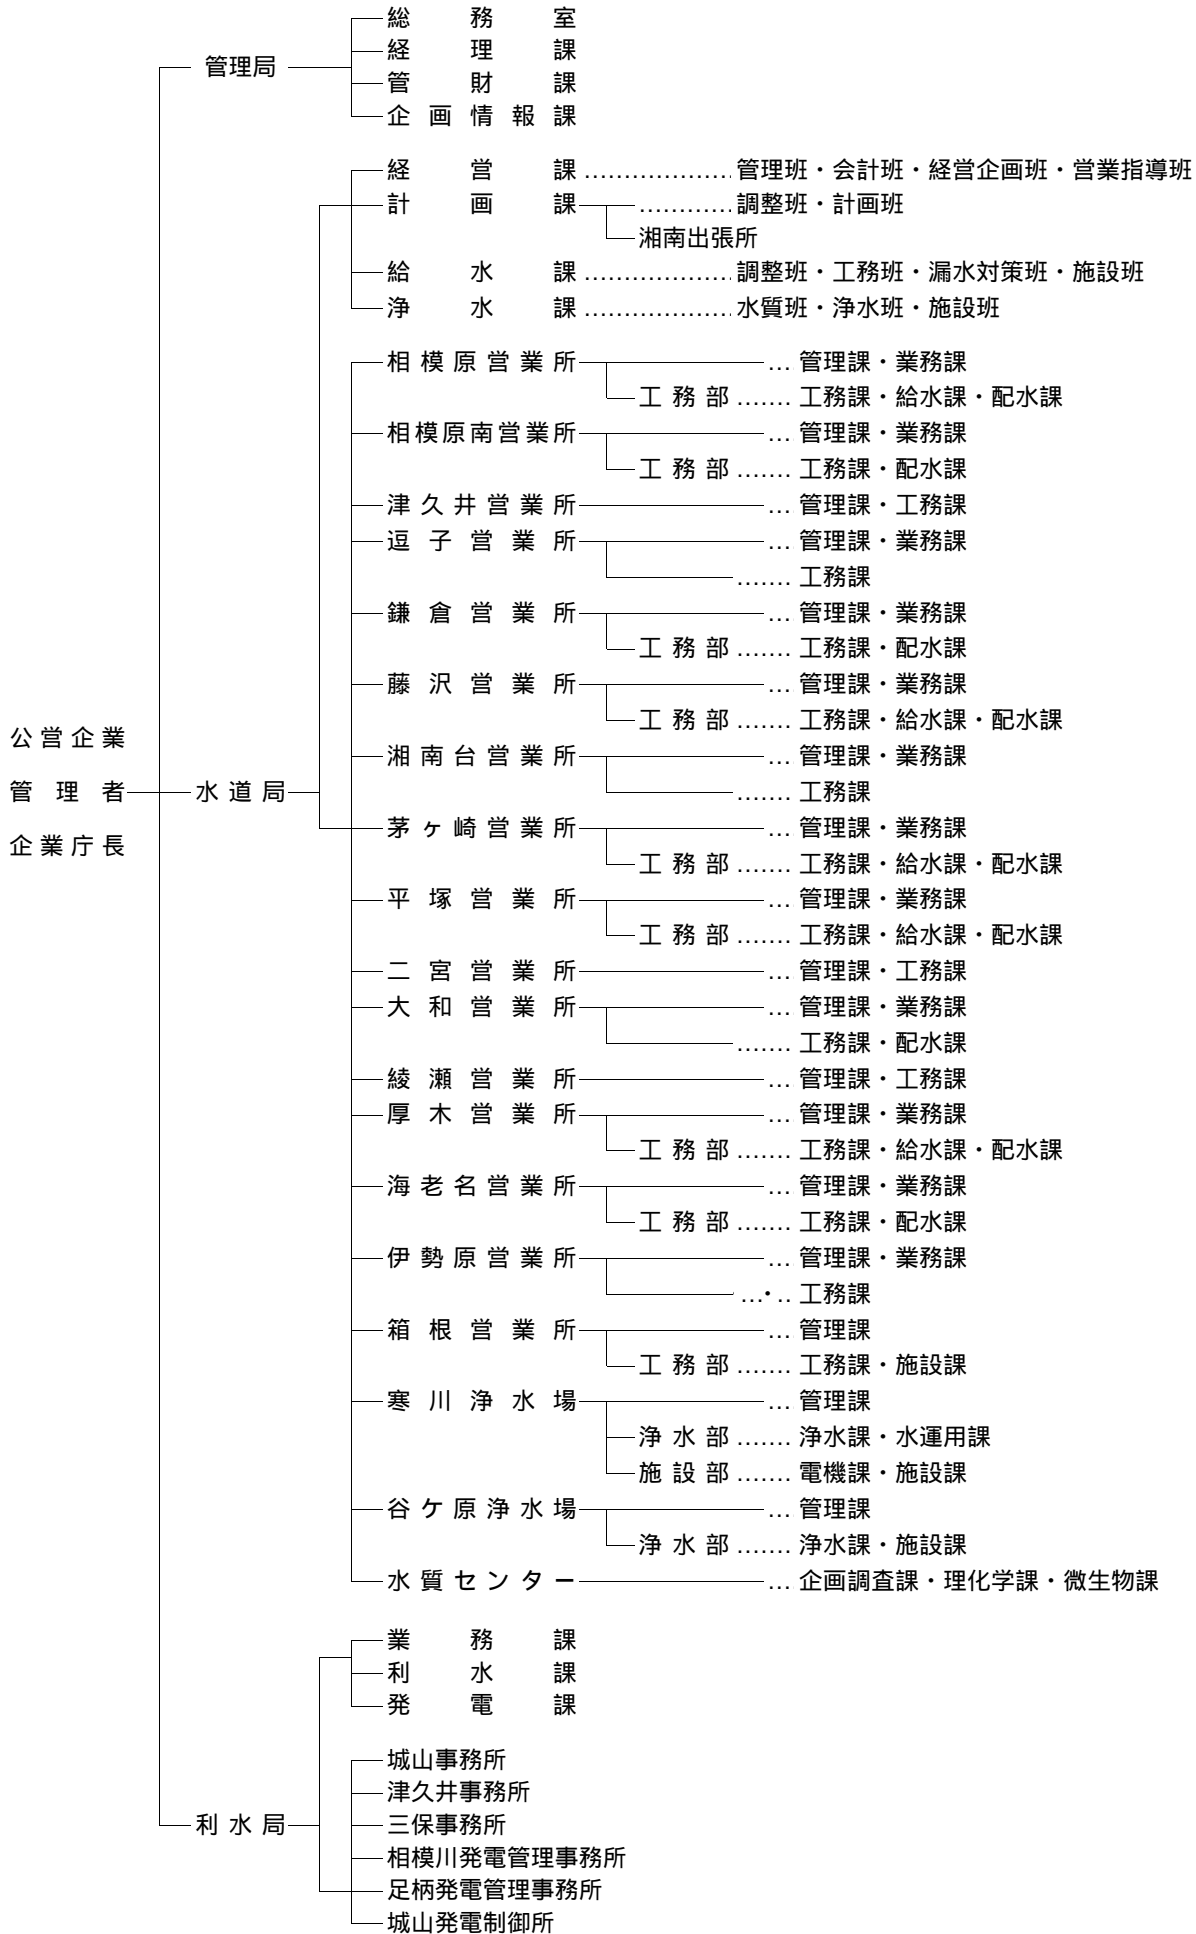 総務室
経理課
管理局
管財課
企画情報課
経営課 ................... 管理班・会計班・経営企画班・営業指導班
計画課 ............ 調整班・計画班
湘南出張所
給水課 ................... 調整班・工務班・漏水対策班・施設班
浄水課 ................... 水質班・浄水班・施設班
相模原営業所 ... 管理課・業務課
工務部 ....... 工務課・給水課・配水課
相模原南営業所 ... 管理課・業務課
工務部 ....... 工務課・配水課
津久井営業所 ... 管理課・工務課
逗子営業所 ... 管理課・業務課
....... 工務課
鎌倉営業所 ... 管理課・業務課
工務部 ....... 工務課・配水課
藤沢営業所 ... 管理課・業務課
工務部 ....... 工務課・給水課・配水課
公営企業
管理者
企業庁長
水道局
湘南台営業所 ... 管理課・業務課
....... 工務課
茅ヶ崎営業所 ... 管理課・業務課
工務部 ....... 工務課・給水課・配水課
平塚営業所 ... 管理課・業務課
工務部 ....... 工務課・給水課・配水課
二宮営業所 ... 管理課・工務課
大和営業所 ... 管理課・業務課
....... 工務課・配水課
綾瀬営業所 ... 管理課・工務課
厚木営業所 ... 管理課・業務課
工務部 ....... 工務課・給水課・配水課
海老名営業所 ... 管理課・業務課
工務部 ....... 工務課・配水課
伊勢原営業所 ... 管理課・業務課
...・.. 工務課
箱根営業所 ... 管理課
工務部 ....... 工務課・施設課
寒川浄水場 ... 管理課
浄水部 ....... 浄水課・水運用課
施設部 ....... 電機課・施設課
谷ケ原浄水場 ... 管理課
浄水部 ....... 浄水課・施設課
水質センター ... 企画調査課・理化学課・微生物課
業務課
利水課
発電課
城山事務所
津久井事務所
利水局
三保事務所
相模川発電管理事務所
足柄発電管理事務所
城山発電制御所